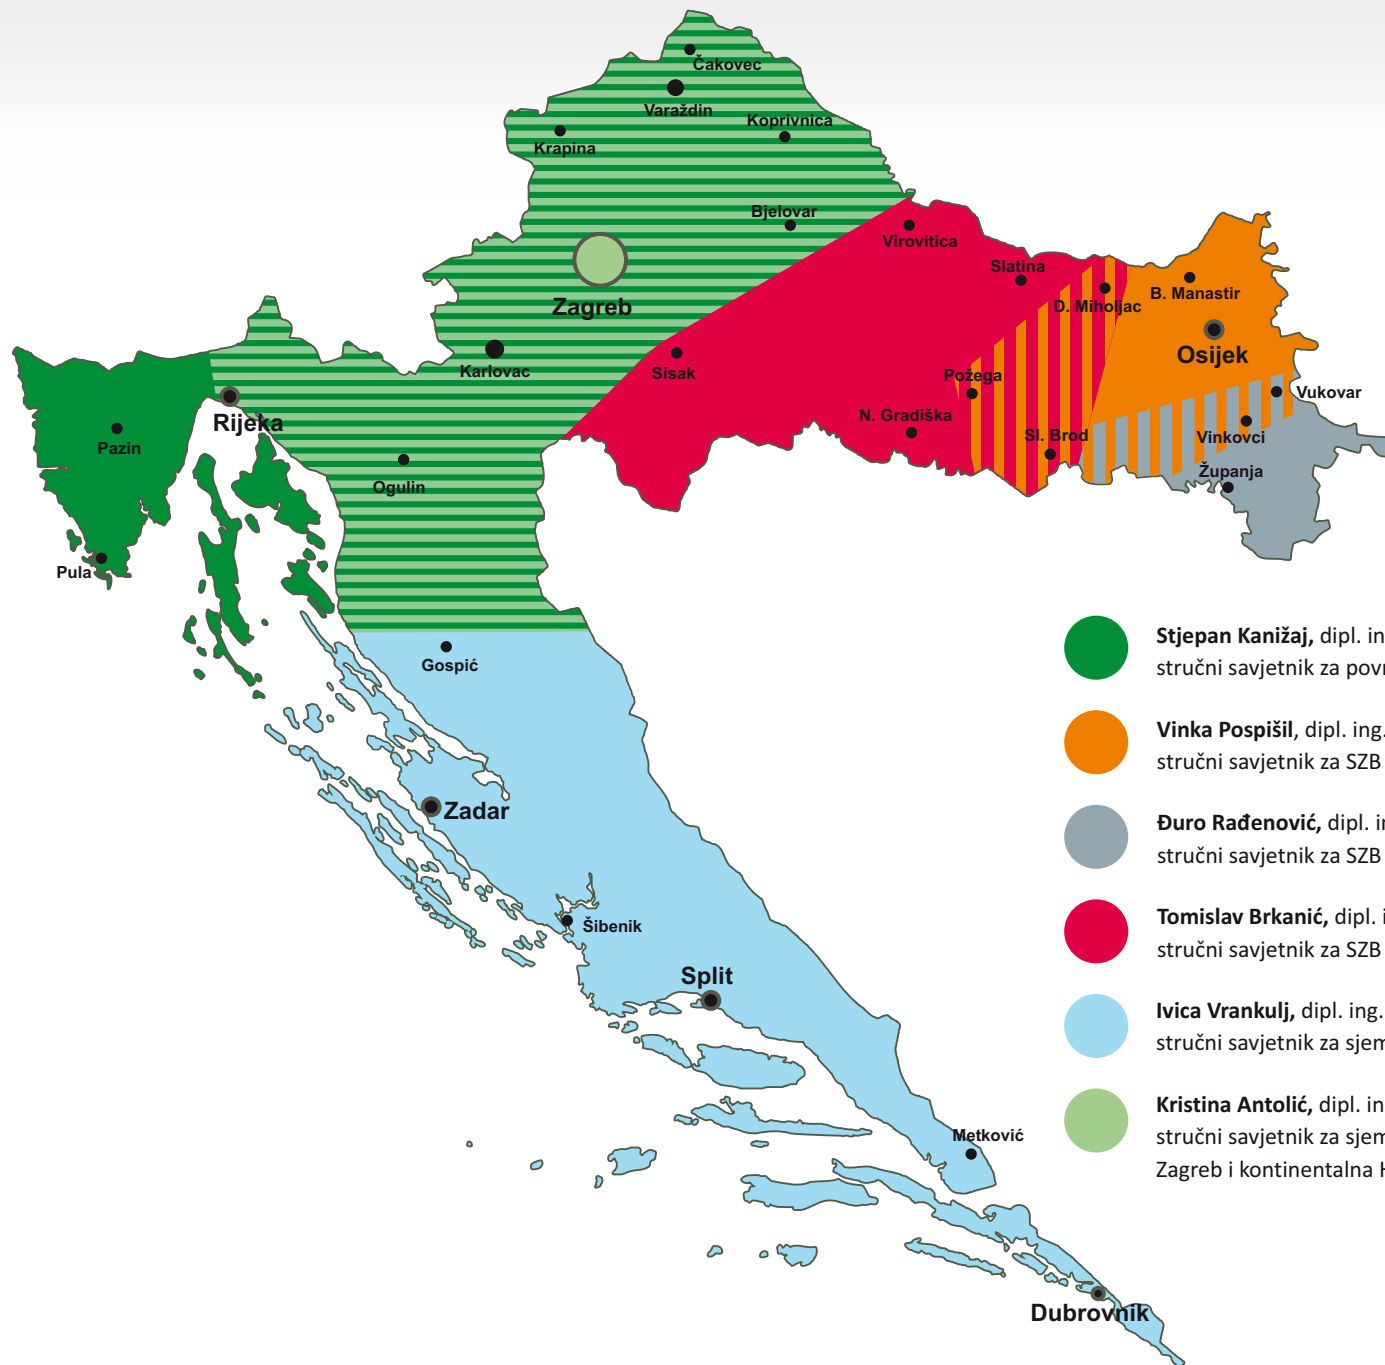 Čakovec
Varaždin
Koprivnica
Krapina
Bjelovar
Virovitica
Zagreb
Slatina
D. Miholjac
B. Manastir
Osijek
Karlovac
Sisak
Požega
Vukovar
Rijeka
N. Gradiška
Sl. Brod
Vinkovci
Pazin
Županja
Ogulin
Pula
Gospić
Stjepan Kanižaj, dipl. in
stručni savjetnik za povr
Vinka Pospišil, dipl. ing.
stručni savjetnik za SZB
Zadar
Đuro Rađenović, dipl. in
stručni savjetnik za SZB
Šibenik
Tomislav Brkanić, dipl. i
stručni savjetnik za SZB
Split
Ivica Vrankulj, dipl. ing.
stručni savjetnik za sjem
Kristina Antolić, dipl. in
stručni savjetnik za sjem
Zagreb i kontinentalna H
Metković
Dubrovnik